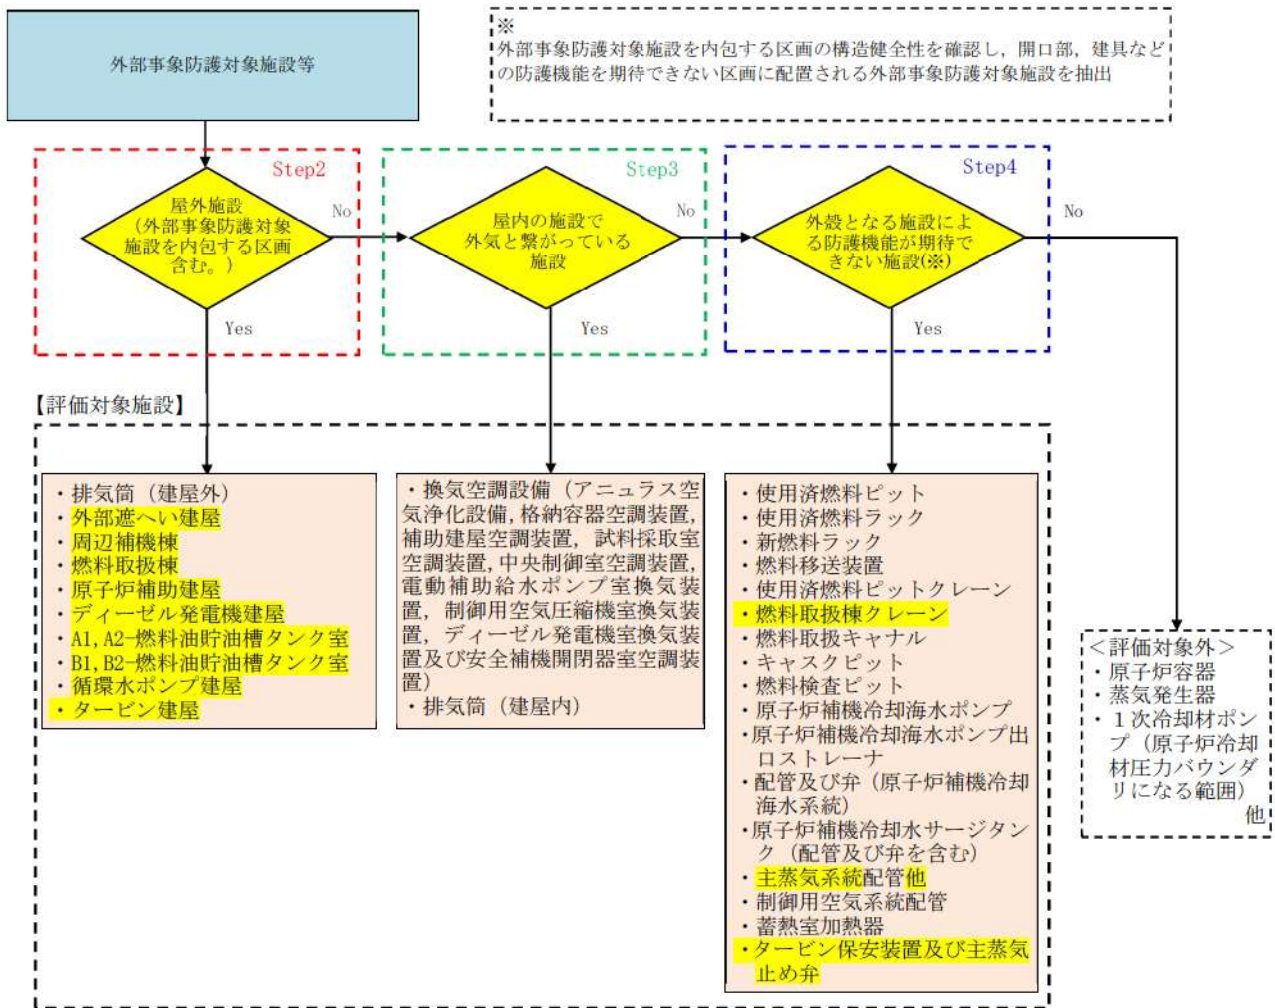 外部事象防護対象施設等
※
外部事象防護対象施設を内包する区画の構造健全性を確認し，開口部，建具など
の防護機能を期待できない区画に配置される外部事象防護対象施設を抽出
Step2
屋外施設
（外部事象防護対象
施設を内包する区画
含む。）
No
Yes
Step3
屋内の施設で
外気と繋がっている
施設
No
Yes
Step4
外殻となる施設によ
る防護機能が期待で
きない施設(※)
No
Yes
【評価対象施設】
・排気筒（建屋外）
・外部遮へい建屋
・周辺補機棟
・燃料取扱棟
・原子炉補助建屋
・ディーゼル発電機建屋
・A1,A2-燃料油貯油槽タンク室
・B1,B2-燃料油貯油槽タンク室
・循環水ポンプ建屋
・タービン建屋
・換気空調設備（アニュラス空
気浄化設備，格納容器空調装置，
補助建屋空調装置，試料採取室
空調装置，中央制御室空調装置，
電動補助給水ポンプ室換気装
置，制御用空気圧縮機室換気装
置，ディーゼル発電機室換気装
置及び安全補機開閉器室空調装
置）
・排気筒（建屋内）
・使用済燃料ピット
・使用済燃料ラック
・新燃料ラック
・燃料移送装置
・使用済燃料ピットクレーン
・燃料取扱棟クレーン
・燃料取扱キャナル
・キャスクピット
・燃料検査ピット
・原子炉補機冷却海水ポンプ
・原子炉補機冷却海水ポンプ出
口ストレーナ
・配管及び弁（原子炉補機冷却
海水系統）
・原子炉補機冷却水サージタン
ク（配管及び弁を含む）
・主蒸気系統配管他
・制御用空気系統配管
・蓄熱室加熱器
・タービン保安装置及び主蒸気
止め弁
＜評価対象外＞
・原子炉容器
・蒸気発生器
・１次冷却材ポン
プ（原子炉冷却
材圧力バウンダ
リになる範囲）
他